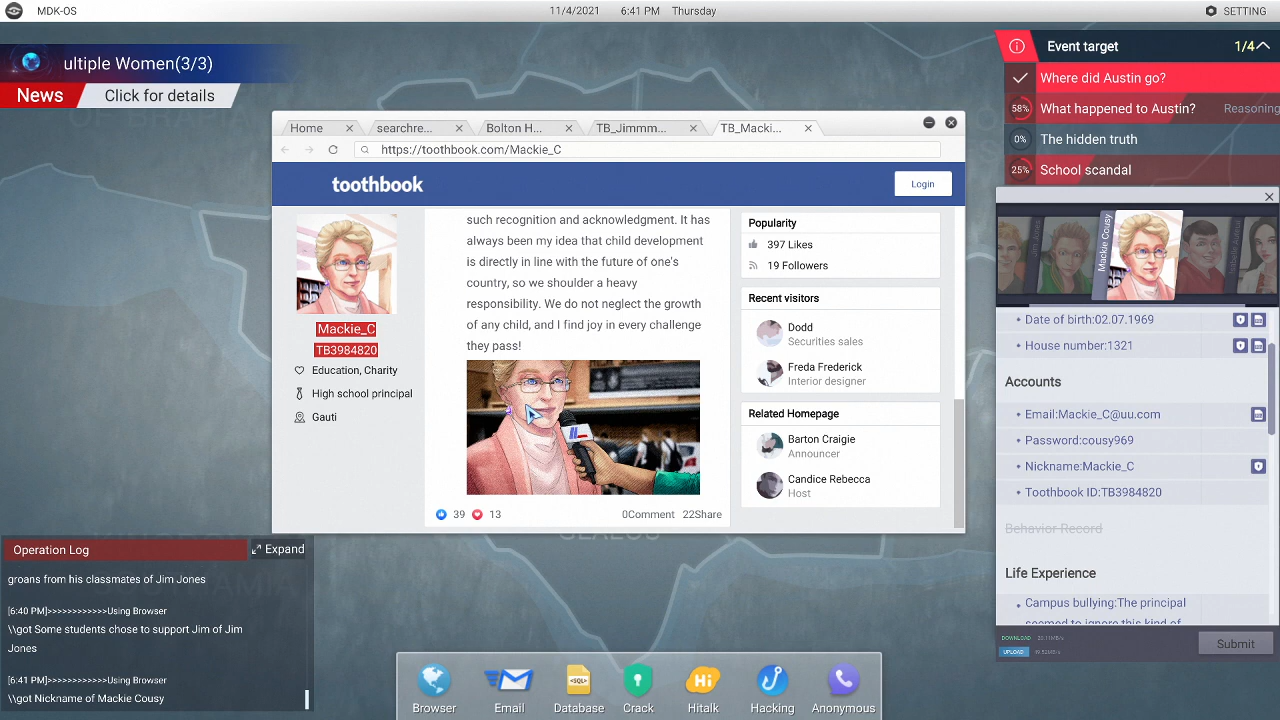 MDK-OS
11/4/2021 6:41 PM Thursday
SETTING
ultiple Women(3/3)
News
Click for details
Event target
1/4
Where did Austin go?
58%
What happened to Austin?
Reasoning
0%
The hidden truth
25%
School scandal
Home
searchre...
Bolton H...
TB_Jimmm...
TB_Macki...
https://toothbook.com/Mackie_C
toothbook
Login
Mackie_C
TB3984820
Education, Charity
High school principal
Gauti
such recognition and acknowledgment. It has
always been my idea that child development
is directly in line with the future of one's
country, so we shoulder a heavy
responsibility. We do not neglect the growth
of any child, and I find joy in every challenge
they pass!
39
13
0Comment
22Share
Popularity
397 Likes
19 Followers
Recent visitors
Dodd
Securities sales
Freda Frederick
Interior designer
Related Homepage
Barton Craigie
Announcer
Candice Rebecca
Host
Mackie Cousy
Date of birth:02.07.1969
House number:1321
Accounts
Email:Mackie_C@uu.com
Password:cousy969
Nickname:Mackie_C
Toothbook ID:TB3984820
Behavior Record
Life Experience
Campus bullying:The principal
seemed to ignore this kind of
DOWNLOAD
UPLOAD
Submit
Operation Log
Expand
groans from his classmates of Jim Jones
[6:40 PM]>>>>>>>>>>>>Using Browser
\\got Some students chose to support Jim of Jim
Jones
[6:41 PM]>>>>>>>>>>>>Using Browser
\\got Nickname of Mackie Cousy
Browser
Email
Database
Crack
Hitalk
Hacking
Anonymous